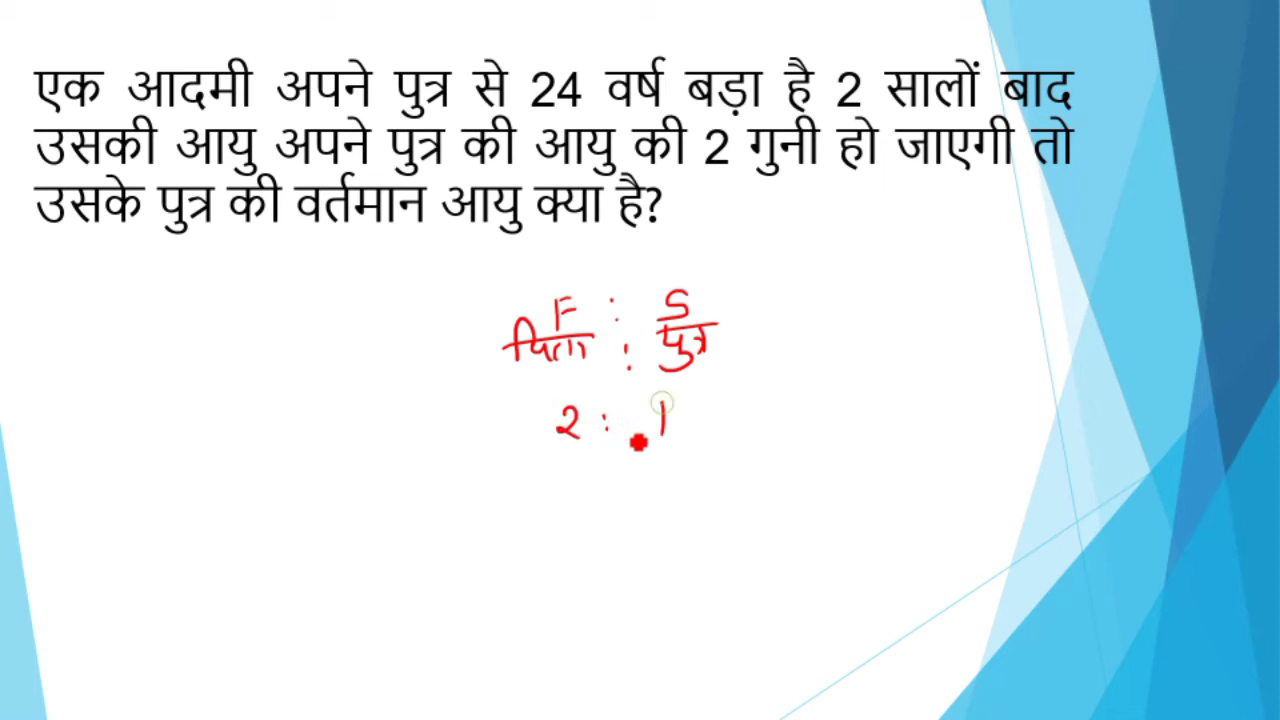 एक आदमी अपने पुत्र से 24 वर्ष बड़ा है 2 सालों बाद
उसकी आयु अपने पुत्र की आयु की 2 गुनी हो जाएगी तो
उसके पुत्र की वर्तमान आयु क्या है?
F : S
पिता : पुत्र
2 : 1